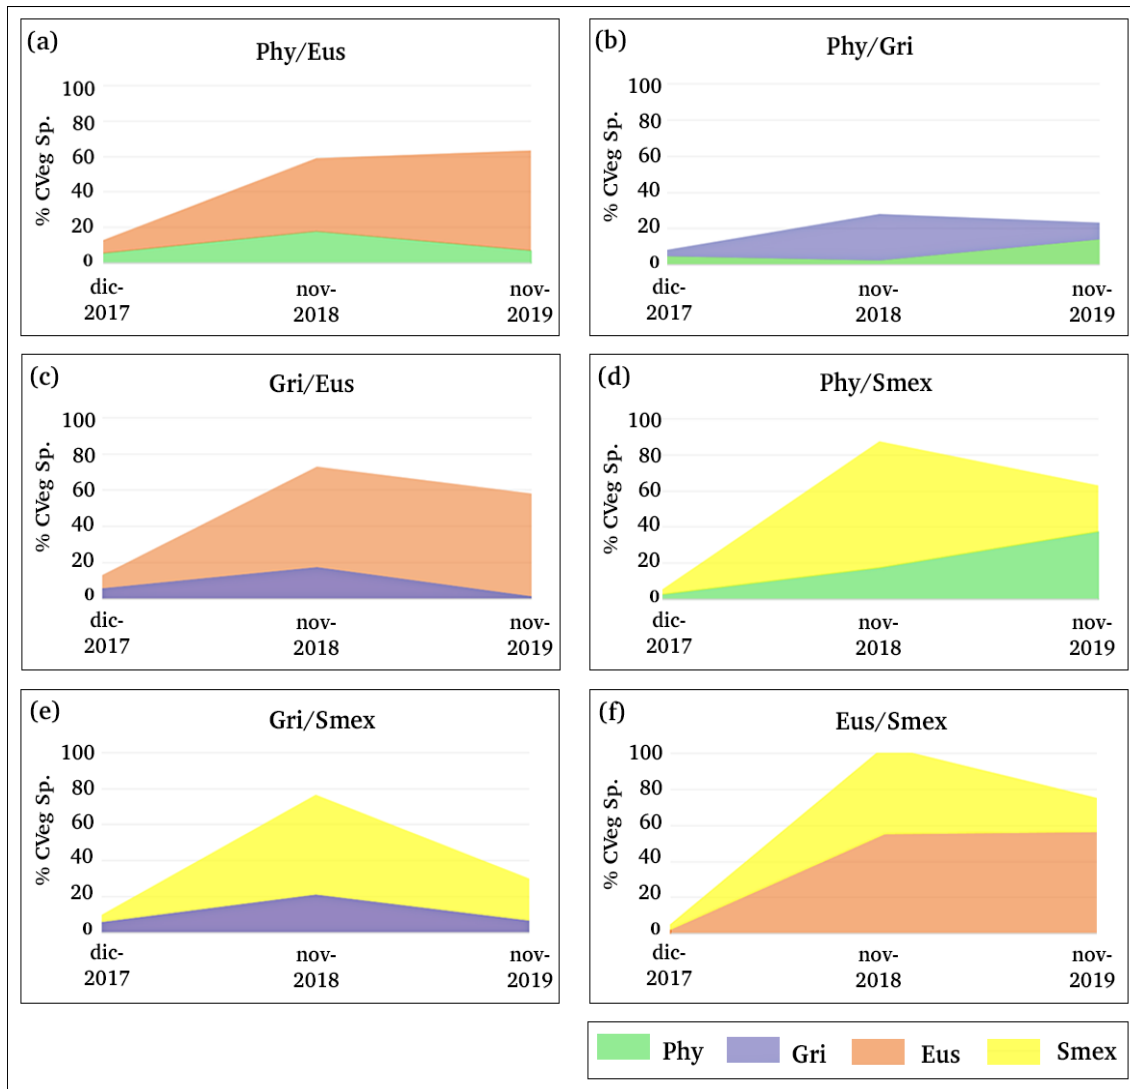 (a)
Phy/Eus
% CVeg Sp.
100
80
60
40
20
0
dic-
2017
nov-
2018
nov-
2019
(b)
Phy/Gri
% CVeg Sp.
100
80
60
40
20
0
dic-
2017
nov-
2018
nov-
2019
(c)
Gri/Eus
% CVeg Sp.
100
80
60
40
20
0
dic-
2017
nov-
2018
nov-
2019
(d)
Phy/Smex
% CVeg Sp.
100
80
60
40
20
0
dic-
2017
nov-
2018
nov-
2019
(e)
Gri/Smex
% CVeg Sp.
100
80
60
40
20
0
dic-
2017
nov-
2018
nov-
2019
(f)
Eus/Smex
% CVeg Sp.
100
80
60
40
20
0
dic-
2017
nov-
2018
nov-
2019
Phy Gri Eus Smex